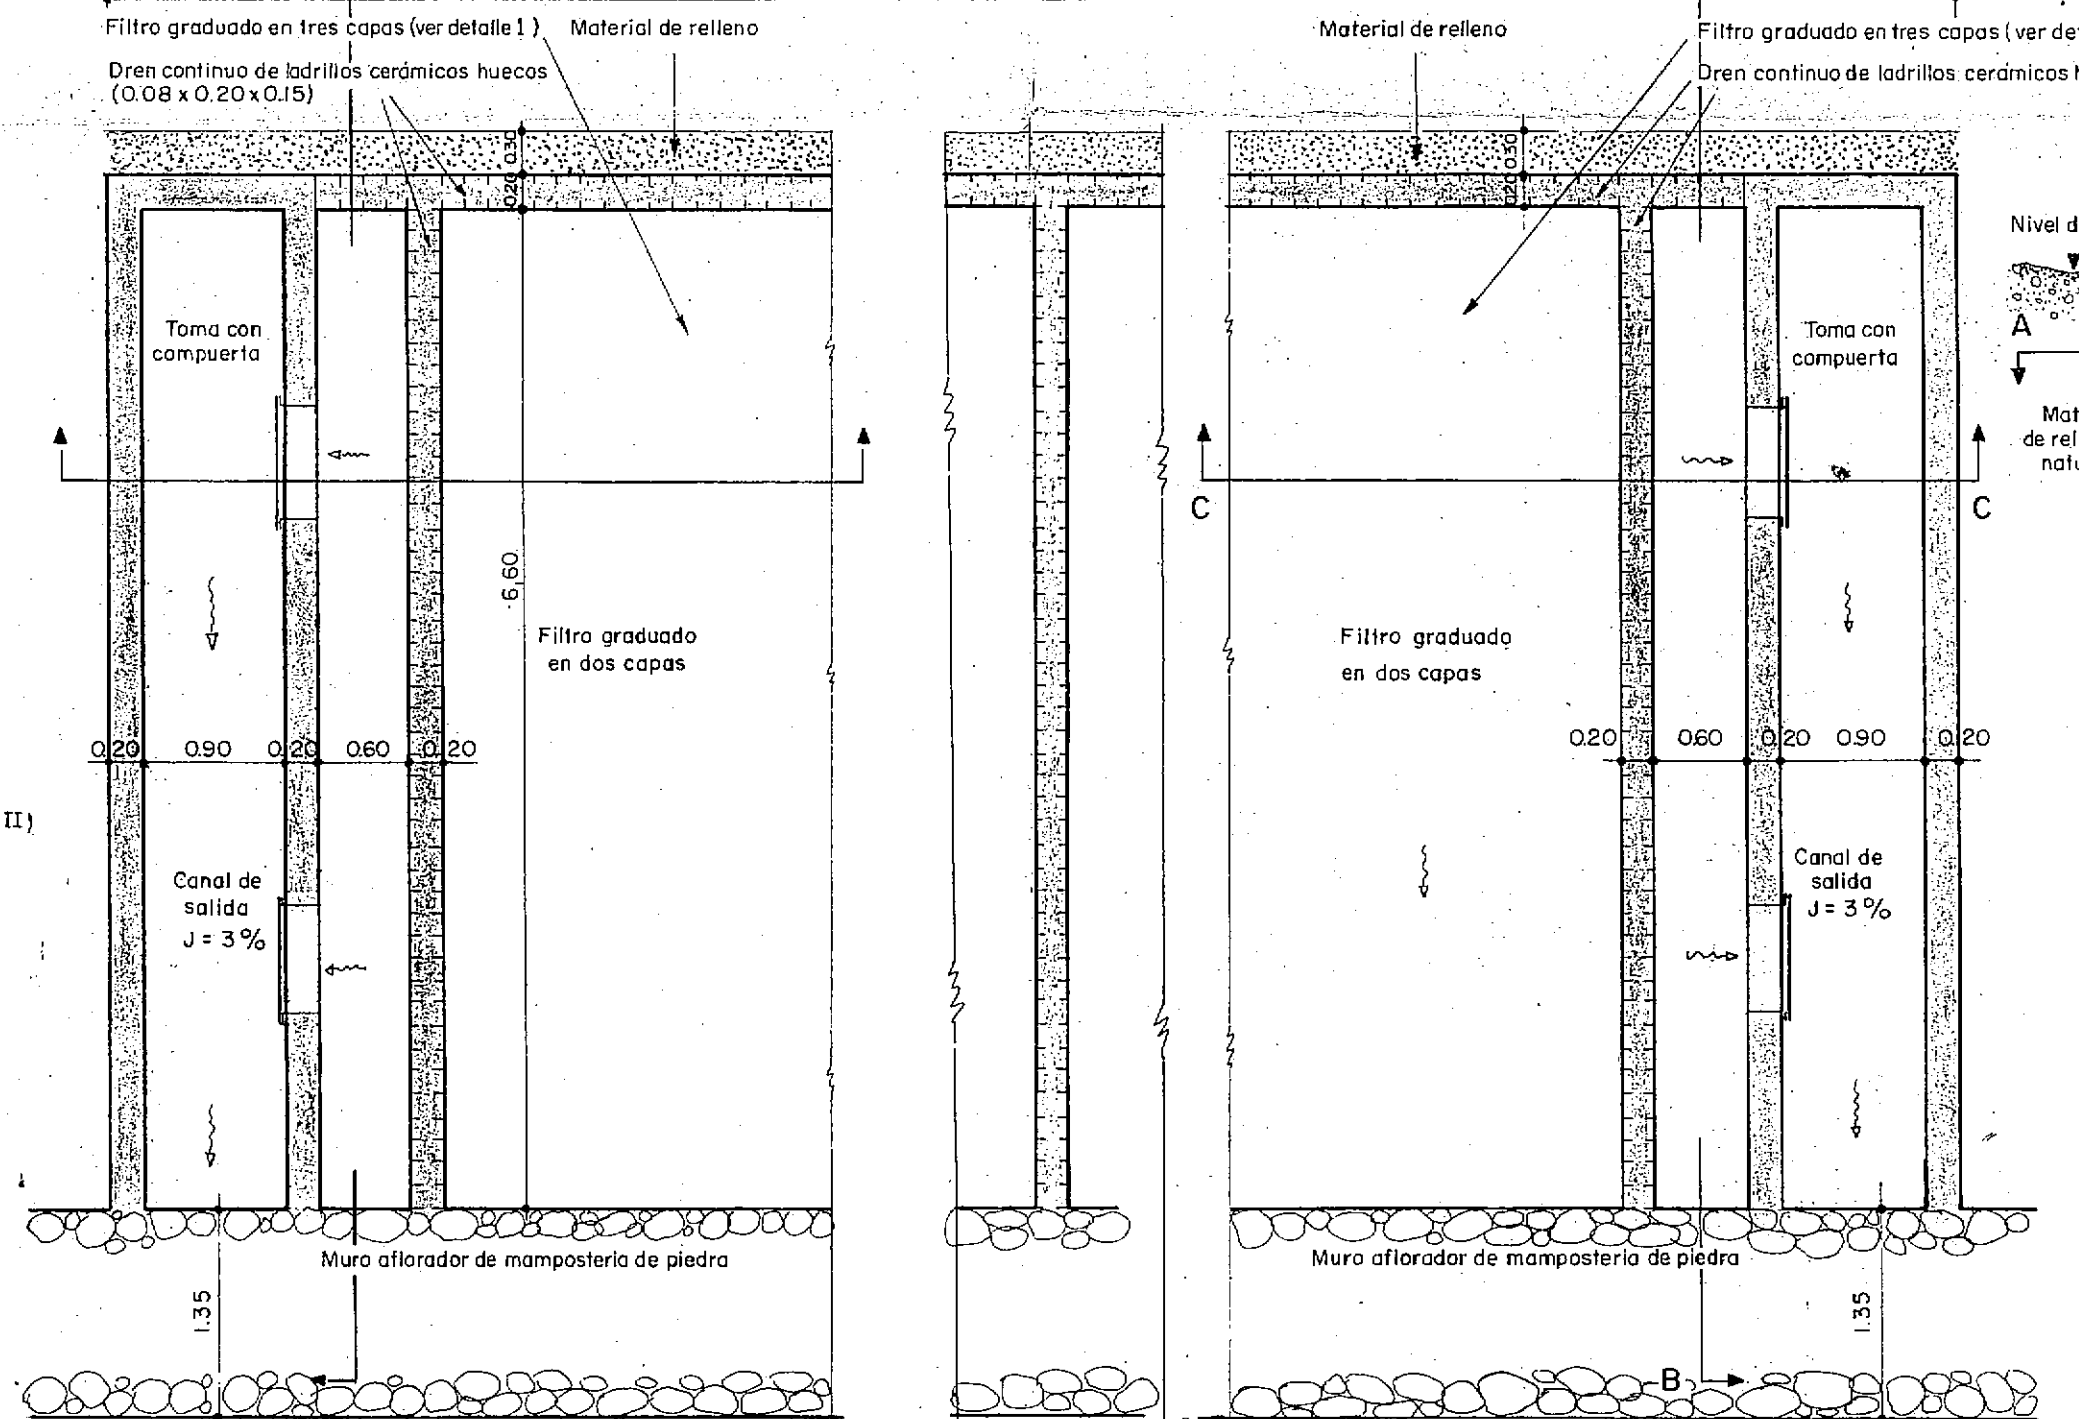 Filtro graduado en tres capas (ver detalle 1)
Material de relleno
Dren continuo de ladrillos cerámicos huecos
(0.08 x 0.20 x 0.15)
Material de relleno
Filtro graduado en tres capas (ver de
Dren continuo de ladrillos cerámicos
0.30
0.20
0.30
0.20
Nivel d
A
Toma con
compuerta
Toma con
compuerta
Mat
de rel
natu
C
C
6.60
Filtro graduado
en dos capas
Filtro graduado
en dos capas
0.20 0.90 0.20 0.60 0.20
0.20 0.60 0.20 0.90 0.20
II)
Canal de
salida
J = 3 %
Canal de
salida
J = 3 %
Muro aflorador de mampostería de piedra
Muro aflorador de mampostería de piedra
1.35
1.35
B